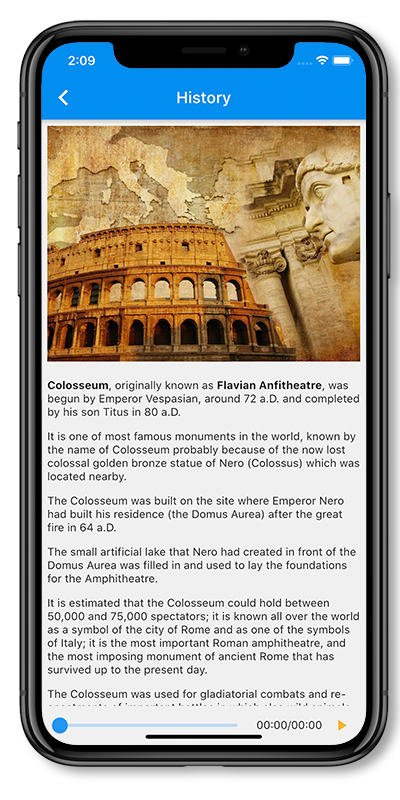 2:09
History
Colosseum, originally known as Flavian Anfitheatre, was
begun by Emperor Vespasian, around 72 a.D. and completed
by his son Titus in 80 a.D.
It is one of most famous monuments in the world, known by
the name of Colosseum probably because of the now lost
colossal golden bronze statue of Nero (Colossus) which was
located nearby.
The Colosseum was built on the site where Emperor Nero
had built his residence (the Domus Aurea) after the great
fire in 64 a.D.
The small artificial lake that Nero had created in front of the
Domus Aurea was filled in and used to lay the foundations
for the Amphitheatre.
It is estimated that the Colosseum could hold between
50,000 and 75,000 spectators; it is known all over the world
as a symbol of the city of Rome and as one of the symbols
of Italy; it is the most important Roman amphitheatre, and
the most imposing monument of ancient Rome that has
survived up to the present day.
The Colosseum was used for gladiatorial combats and re-
00:00/00:00